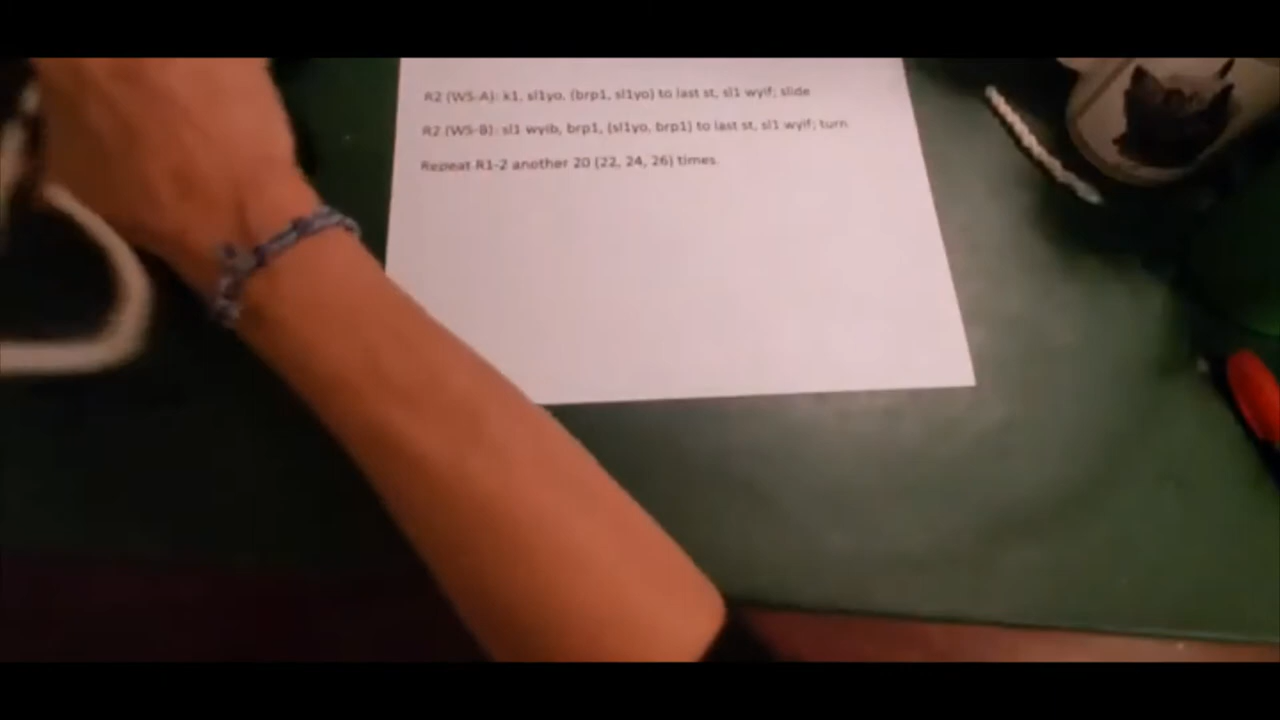 R2 (WS-A): k1, sl1yo, (brp1, sl1yo) to last st, sl1 wyif; slide
R2 (WS-B): sl1 wyib, brp1, (sl1yo, brp1) to last st, sl1 wyif; turn
Repeat R1-2 another 20 (22, 24, 26) times.